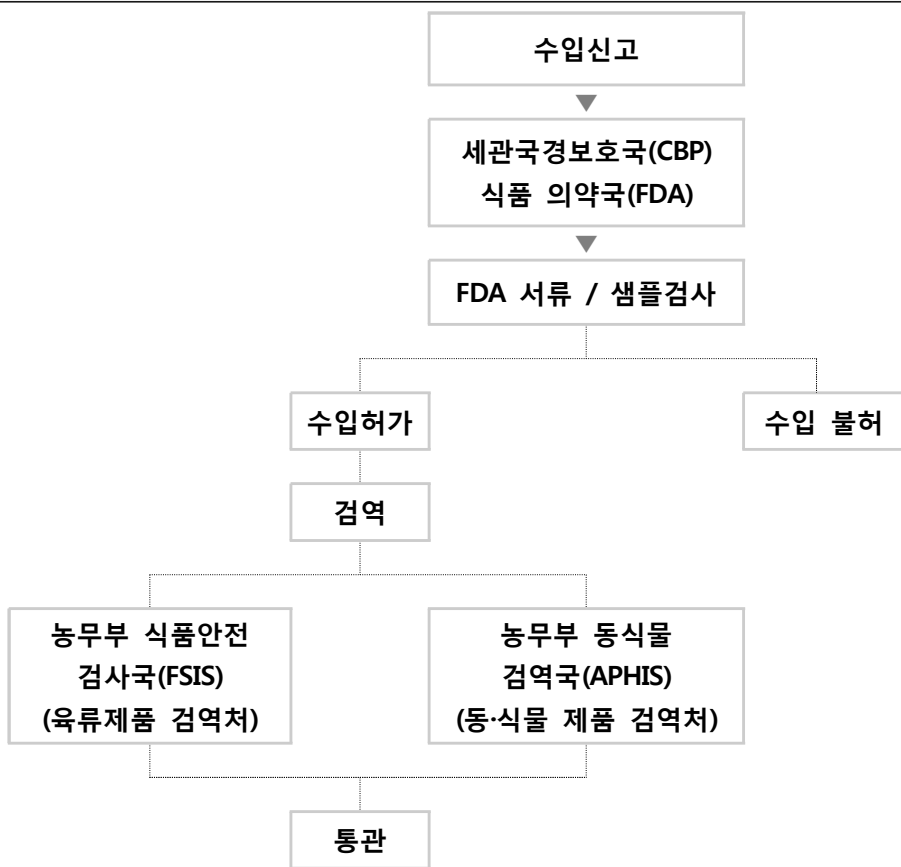 수입신고
세관국경보호국(CBP)
식품 의약국(FDA)
FDA 서류 / 샘플검사
수입허가
수입 불허
검역
농무부 식품안전
검사국(FSIS)
(육류제품 검역처)
농무부 동식물
검역국(APHIS)
(동·식물 제품 검역처)
통관